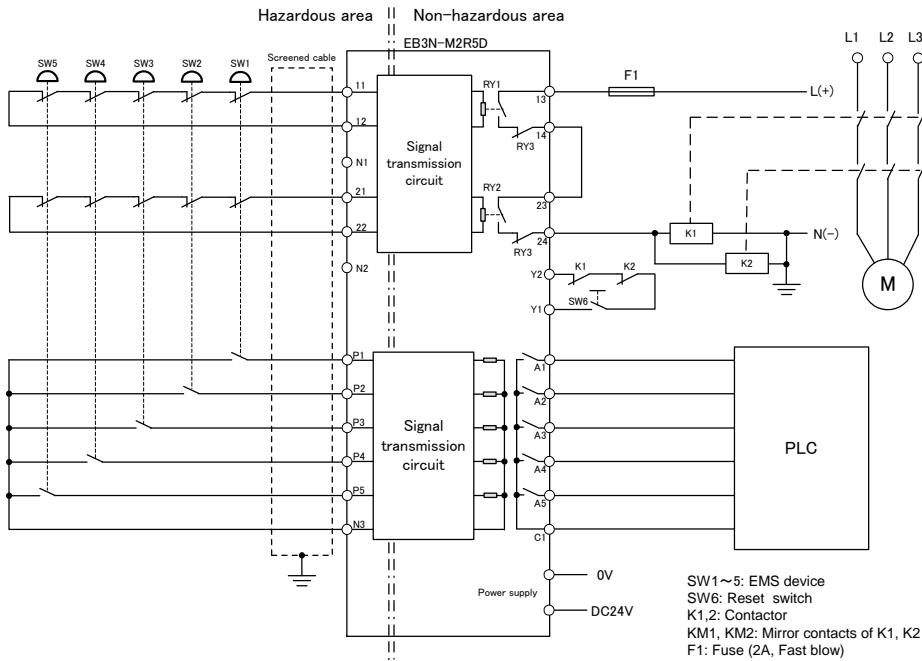 Hazardous area
Non-hazardous area
EB3N-M2R5D
Screened cable
SW5
SW4
SW3
SW2
SW1
L1
L2
L3
F1
L(+)
11
RY1
13
12
14
RY3
N1
Signal
transmission
circuit
21
RY2
23
22
24
RY3
K1
N(-)
K2
M
N2
Y2
K1
K2
Y1
SW6
P1
A1
P2
A2
P3
A3
Signal
transmission
circuit
PLC
P4
A4
P5
A5
N3
C1
0V
Power supply
DC24V
SW1~5: EMS device
SW6: Reset switch
K1,2: Contactor
KM1, KM2: Mirror contacts of K1, K2
F1: Fuse (2A, Fast blow)